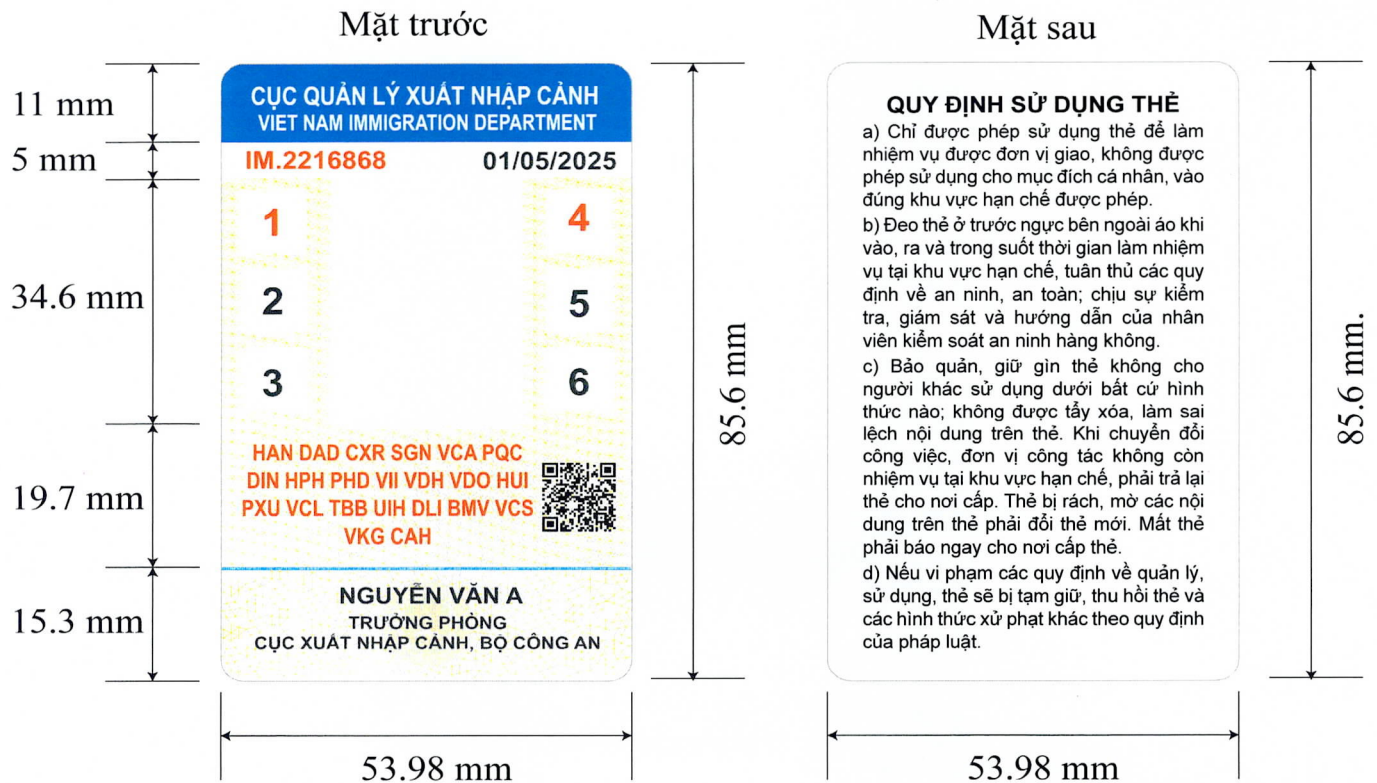 Mặt trước
11 mm
5 mm
34.6 mm
19.7 mm
15.3 mm
CỤC QUẢN LÝ XUẤT NHẬP CẢNH
VIET NAM IMMIGRATION DEPARTMENT
IM.2216868 01/05/2025
1 4
2 5
3 6
HAN DAD CXR SGN VCA PQC
DIN HPH PHD VII VDH VDO HUI
PXU VCL TBB UIH DLI BMV VCS
VKG CAH
NGUYỄN VĂN A
TRƯỞNG PHÒNG
CỤC XUẤT NHẬP CẢNH, BỘ CÔNG AN
85.6 mm
53.98 mm
Mặt sau
QUY ĐỊNH SỬ DỤNG THẺ
a) Chỉ được phép sử dụng thẻ để làm
nhiệm vụ được đơn vị giao, không được
phép sử dụng cho mục đích cá nhân, vào
đúng khu vực hạn chế được phép.
b) Đeo thẻ ở trước ngực bên ngoài áo khi
vào, ra và trong suốt thời gian làm nhiệm
vụ tại khu vực hạn chế, tuân thủ các quy
định về an ninh, an toàn; chịu sự kiểm
tra, giám sát và hướng dẫn của nhân
viên kiểm soát an ninh hàng không.
c) Bảo quản, giữ gìn thẻ không cho
người khác sử dụng dưới bất cứ hình
thức nào; không được tẩy xóa, làm sai
lệch nội dung trên thẻ. Khi chuyển đổi
công việc, đơn vị công tác không còn
nhiệm vụ tại khu vực hạn chế, phải trả lại
thẻ cho nơi cấp. Thẻ bị rách, mờ các nội
dung trên thẻ phải đổi thẻ mới. Mất thẻ
phải báo ngay cho nơi cấp thẻ.
d) Nếu vi phạm các quy định về quản lý,
sử dụng, thẻ sẽ bị tạm giữ, thu hồi thẻ và
các hình thức xử phạt khác theo quy định
của pháp luật.
85.6 mm.
53.98 mm